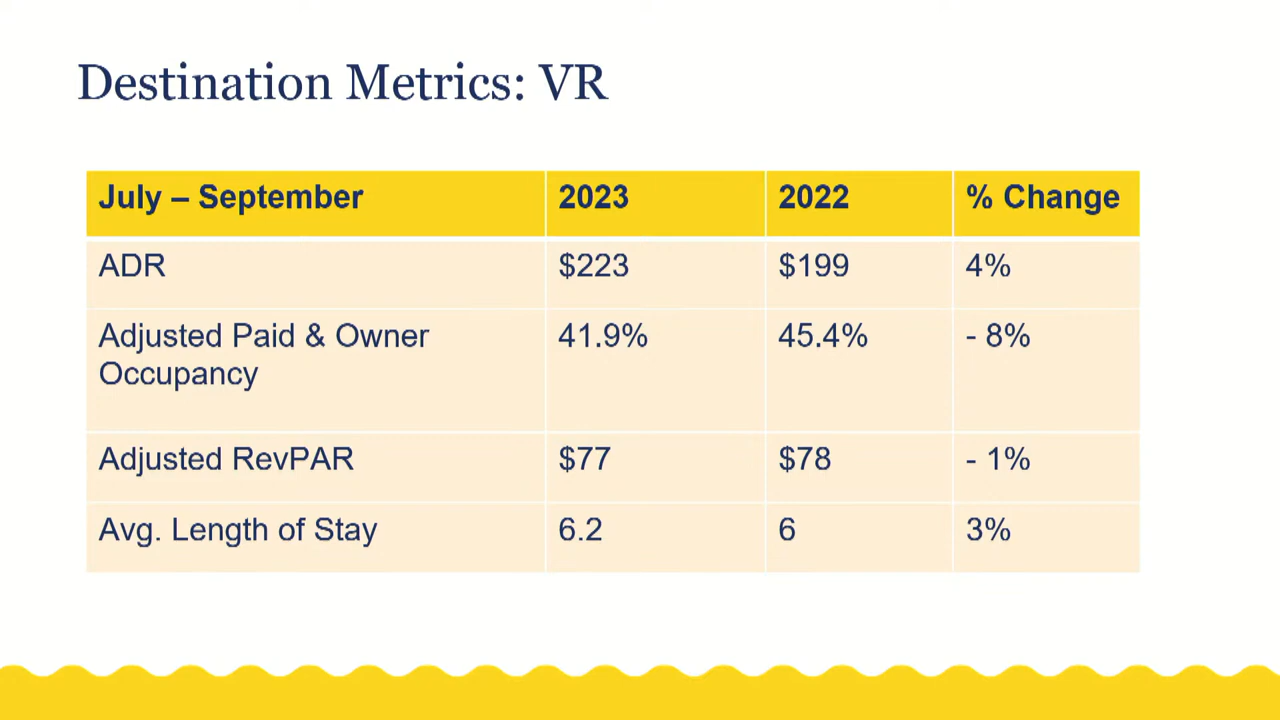 Destination Metrics: VR
July – September 2023 2022 % Change
ADR $223 $199 4%
Adjusted Paid & Owner 41.9% 45.4% - 8%
Occupancy
Adjusted RevPAR $77 $78 - 1%
Avg. Length of Stay 6.2 6 3%